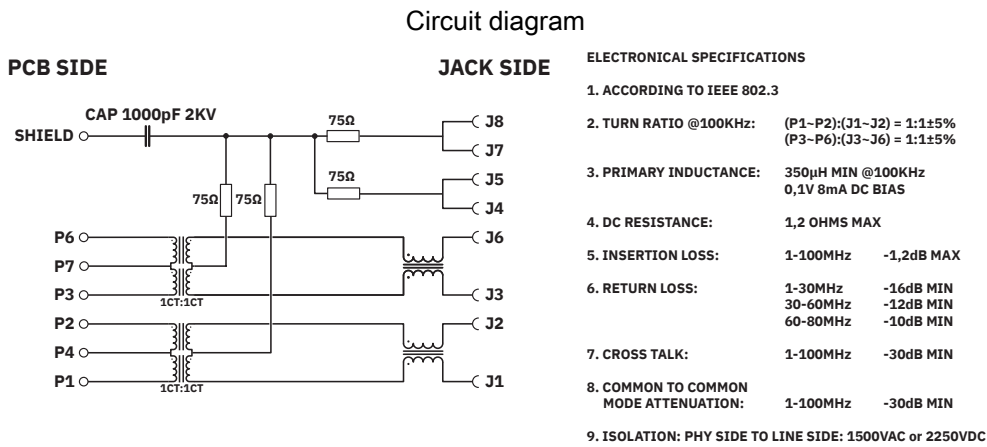 Circuit diagram
PCB SIDE
JACK SIDE
CAP 1000pF 2KV
SHIELD
75Ω
J8
J7
75Ω
J5
J4
75Ω
75Ω
P6
P7
P3
1CT:1CT
J6
J3
P2
P4
P1
1CT:1CT
J2
J1
ELECTRONICAL SPECIFICATIONS
1. ACCORDING TO IEEE 802.3
2. TURN RATIO @100KHz: (P1~P2):(J1~J2) = 1:1±5%
(P3~P6):(J3~J6) = 1:1±5%
3. PRIMARY INDUCTANCE: 350µH MIN @100KHz
0,1V 8mA DC BIAS
4. DC RESISTANCE: 1,2 OHMS MAX
5. INSERTION LOSS: 1-100MHz -1,2dB MAX
6. RETURN LOSS: 1-30MHz -16dB MIN
30-60MHz -12dB MIN
60-80MHz -10dB MIN
7. CROSS TALK: 1-100MHz -30dB MIN
8. COMMON TO COMMON
MODE ATTENUATION: 1-100MHz -30dB MIN
9. ISOLATION: PHY SIDE TO LINE SIDE: 1500VAC or 2250VDC